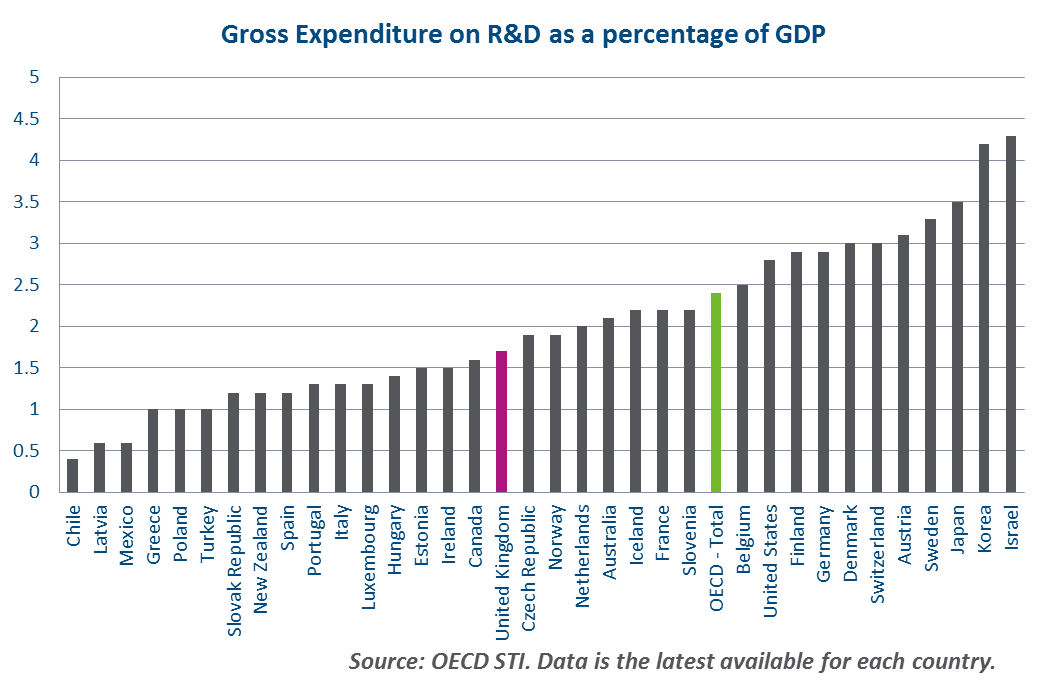 Gross Expenditure on R&D as a percentage of GDP
5
4.5
4
3.5
3
2.5
2
1.5
1
0.5
0
Chile
Latvia
Mexico
Greece
Poland
Turkey
Slovak Republic
New Zealand
Spain
Portugal
Italy
Luxembourg
Hungary
Estonia
Ireland
Canada
United Kingdom
Czech Republic
Norway
Netherlands
Australia
Iceland
France
Slovenia
OECD - Total
Belgium
United States
Finland
Germany
Denmark
Switzerland
Austria
Sweden
Japan
Korea
Israel
Source: OECD STI. Data is the latest available for each country.